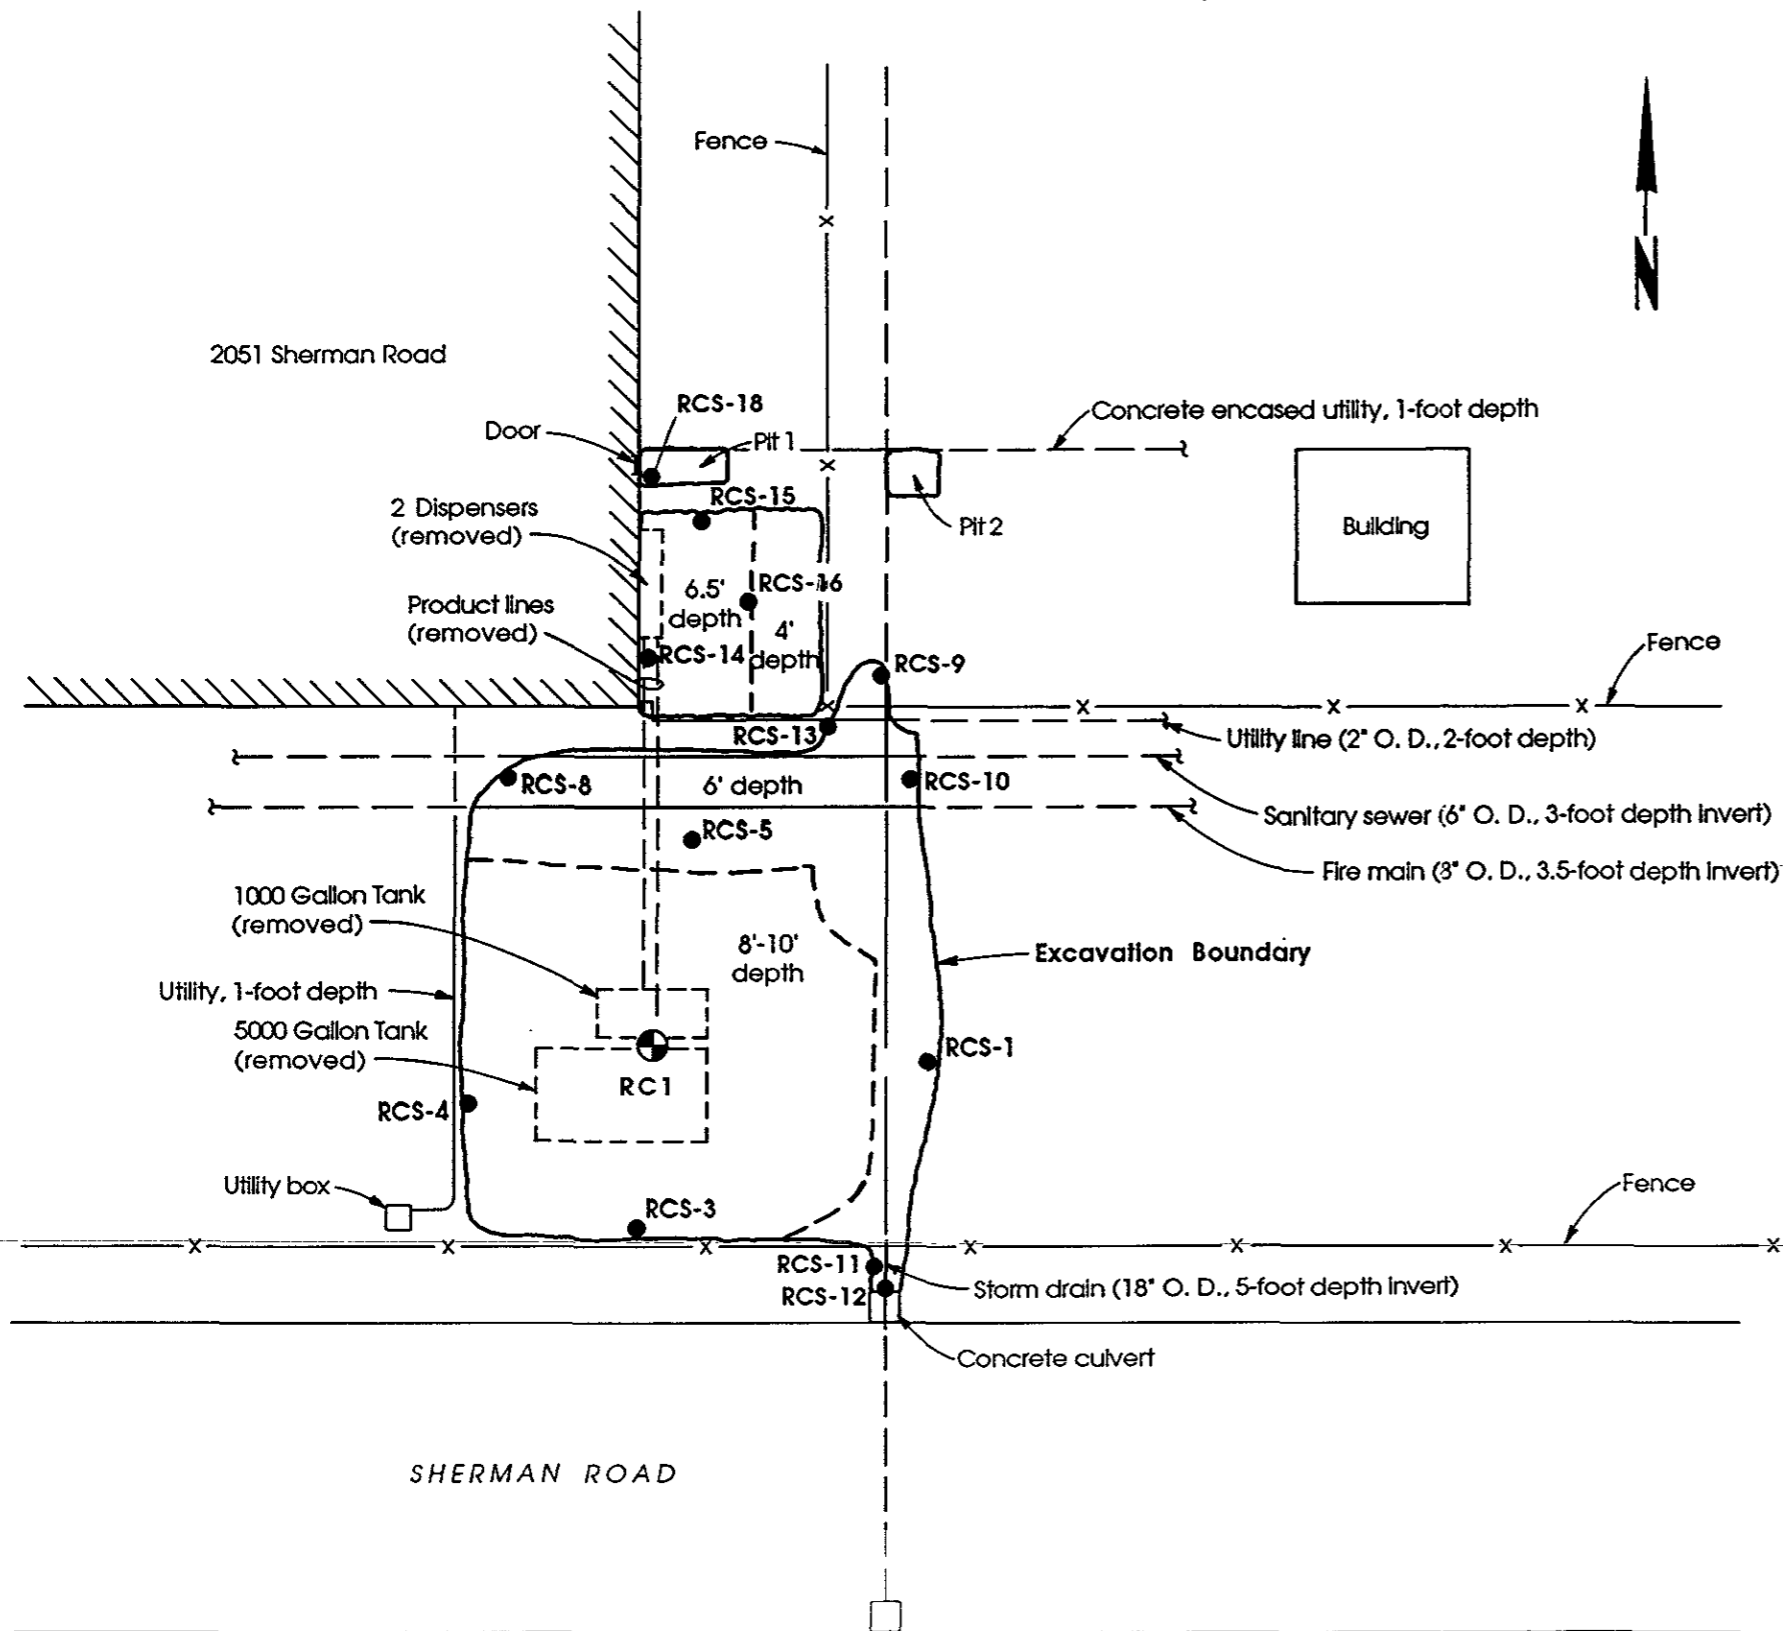 Fence
N
2051 Sherman Road
RCS-18
Concrete encased utility, 1-foot depth
Door
Pit 1
RCS-15
2 Dispensers
(removed)
Pit 2
Building
6.5'
depth
RCS-16
Product lines
(removed)
4'
depth
RCS-14
RCS-9
Fence
RCS-13
Utility line (2" O. D., 2-foot depth)
RCS-8
6' depth
RCS-10
Sanitary sewer (6" O. D., 3-foot depth invert)
RCS-5
Fire main (8" O. D., 3.5-foot depth invert)
1000 Gallon Tank
(removed)
8'-10'
depth
Excavation Boundary
Utility, 1-foot depth
5000 Gallon Tank
(removed)
RCS-1
RC1
RCS-4
Utility box
RCS-3
Fence
RCS-11
Storm drain (18" O. D., 5-foot depth invert)
RCS-12
Concrete culvert
SHERMAN ROAD